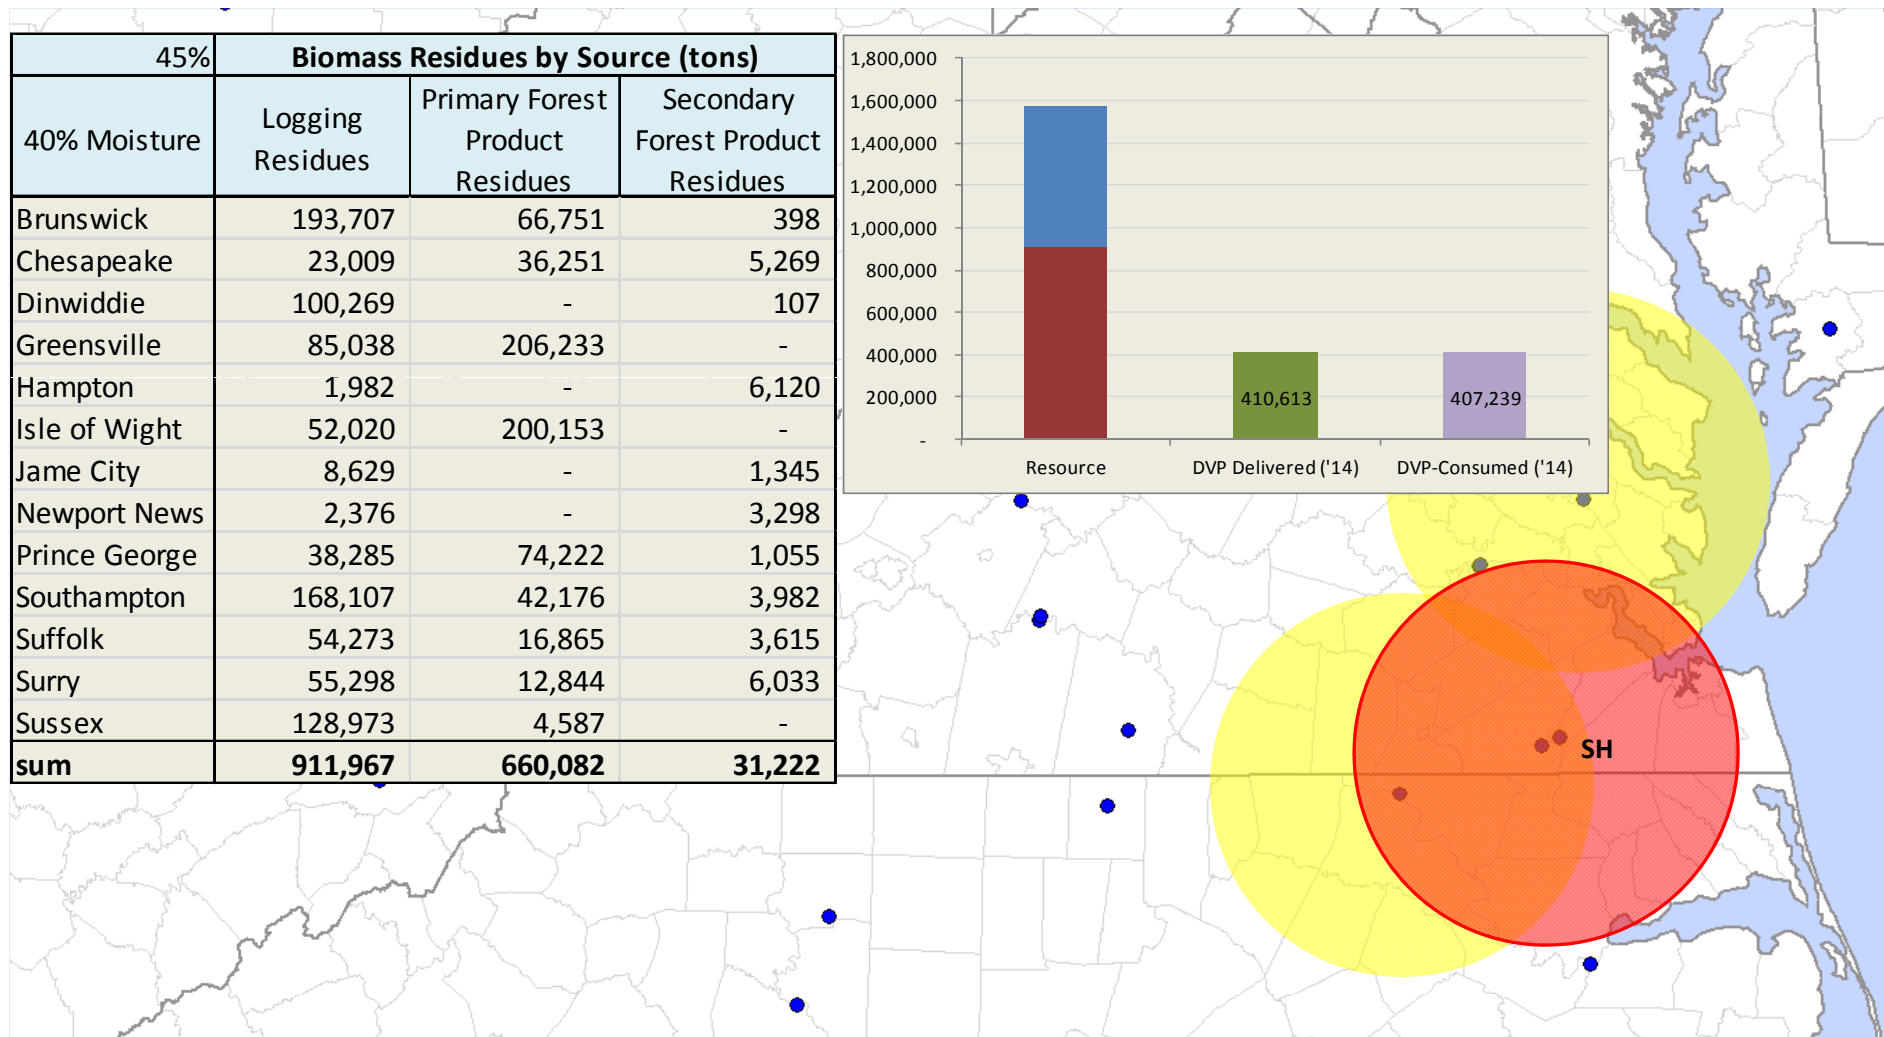 45% Biomass Residues by Source (tons)
40% Moisture Logging Residues Primary Forest Product Residues Secondary Forest Product Residues
Brunswick 193,707 66,751 398
Chesapeake 23,009 36,251 5,269
Dinwiddie 100,269 - 107
Greensville 85,038 206,233 -
Hampton 1,982 - 6,120
Isle of Wight 52,020 200,153 -
Jame City 8,629 - 1,345
Newport News 2,376 - 3,298
Prince George 38,285 74,222 1,055
Southampton 168,107 42,176 3,982
Suffolk 54,273 16,865 3,615
Surry 55,298 12,844 6,033
Sussex 128,973 4,587 -
sum 911,967 660,082 31,222
1,800,000
1,600,000
1,400,000
1,200,000
1,000,000
800,000
600,000
400,000
200,000
-
410,613 407,239
Resource DVP Delivered ('14) DVP-Consumed ('14)
SH